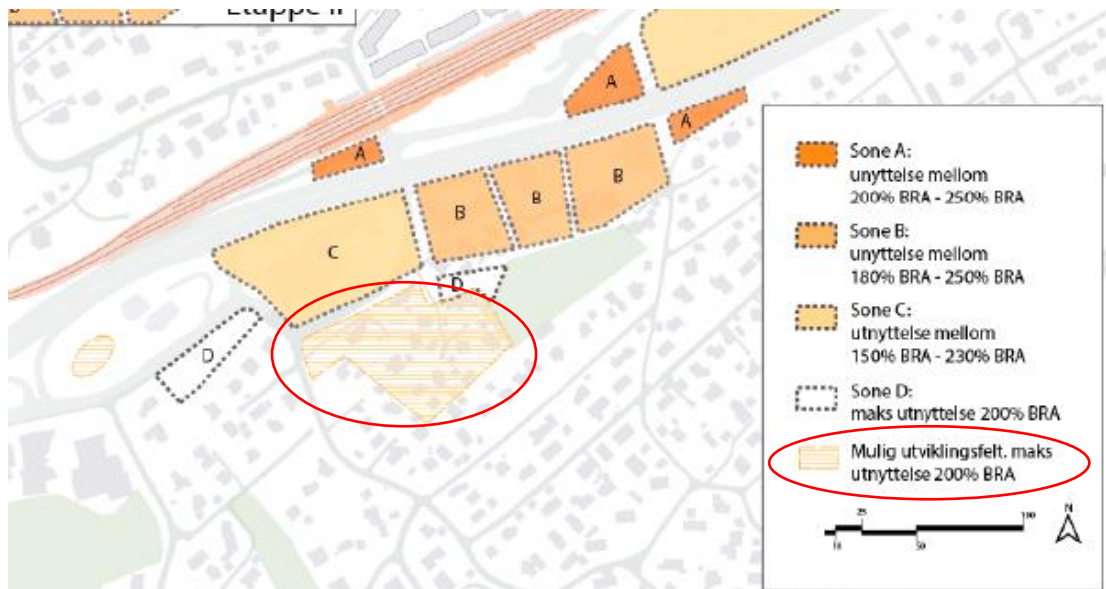 Etappe II
A
A
A
B
B
B
C
D
D
Sone A:
unyttelse mellom
200% BRA - 250% BRA
Sone B:
unyttelse mellom
180% BRA - 250% BRA
Sone C:
utnyttelse mellom
150% BRA - 230% BRA
Sone D:
maks utnyttelse 200% BRA
Mulig utviklingsfelt. maks
utnyttelse 200% BRA
N
25
100
10
50